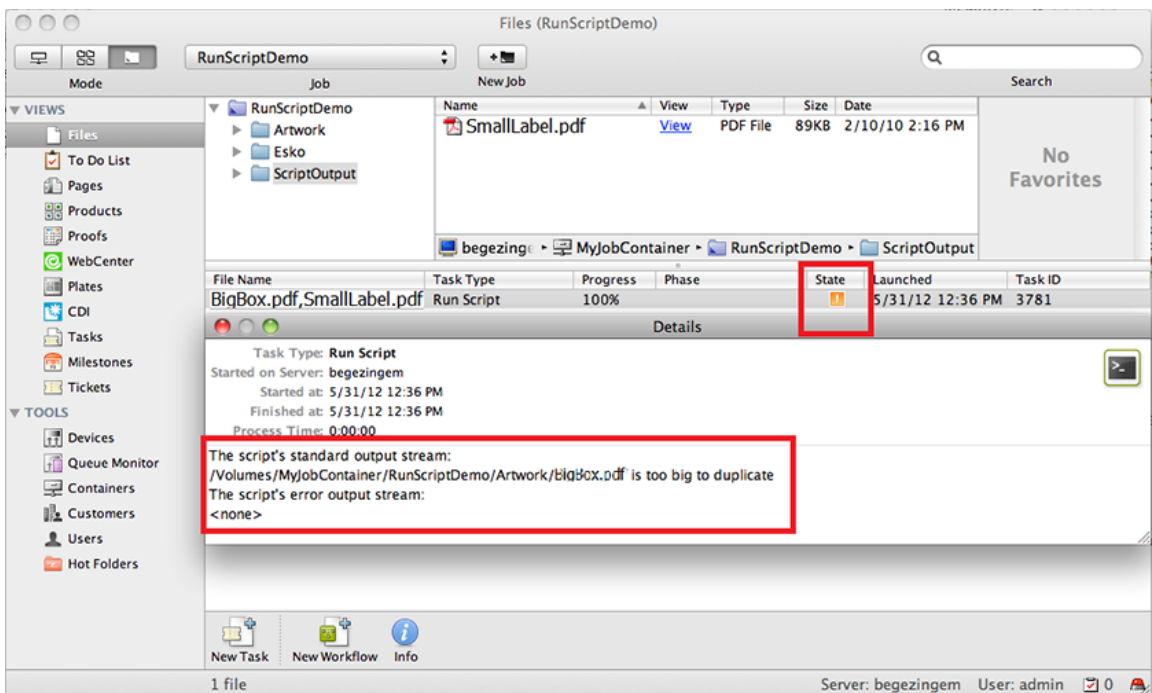 Files (RunScriptDemo)
RunScriptDemo
Mode
Job
New Job
Search
VIEWS
Files
To Do List
Pages
Products
Proofs
WebCenter
Plates
CDI
Tasks
Milestones
Tickets
TOOLS
Devices
Queue Monitor
Containers
Customers
Users
Hot Folders
RunScriptDemo
Artwork
Esko
ScriptOutput
Name View Type Size Date
SmallLabel.pdf View PDF File 89KB 2/10/10 2:16 PM
No
Favorites
MyJobContainer RunScriptDemo ScriptOutput
File Name Task Type Progress Phase State Launched Task ID
BigBox.pdf,SmallLabel.pdf Run Script 100% 5/31/12 12:36 PM 3781
Details
Task Type: Run Script
Started on Server: begezingem
Started at: 5/31/12 12:36 PM
Finished at: 5/31/12 12:36 PM
Process Time: 0:00:00
The script's standard output stream:
/Volumes/MyJobContainer/RunScriptDemo/Artwork/BigBox.pdf is too big to duplicate
The script's error output stream:
<none>
New Task New Workflow Info
1 file
Server: begezingem User: admin 0